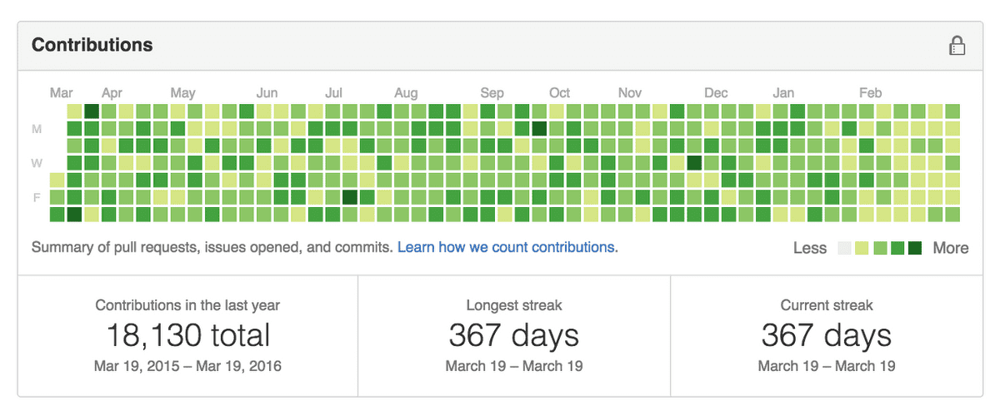 Contributions
Mar Apr May Jun Jul Aug Sep Oct Nov Dec Jan Feb
M
W
F
Summary of pull requests, issues opened, and commits. Learn how we count contributions.
Less More
Contributions in the last year
18,130 total
Mar 19, 2015 – Mar 19, 2016
Longest streak
367 days
March 19 – March 19
Current streak
367 days
March 19 – March 19